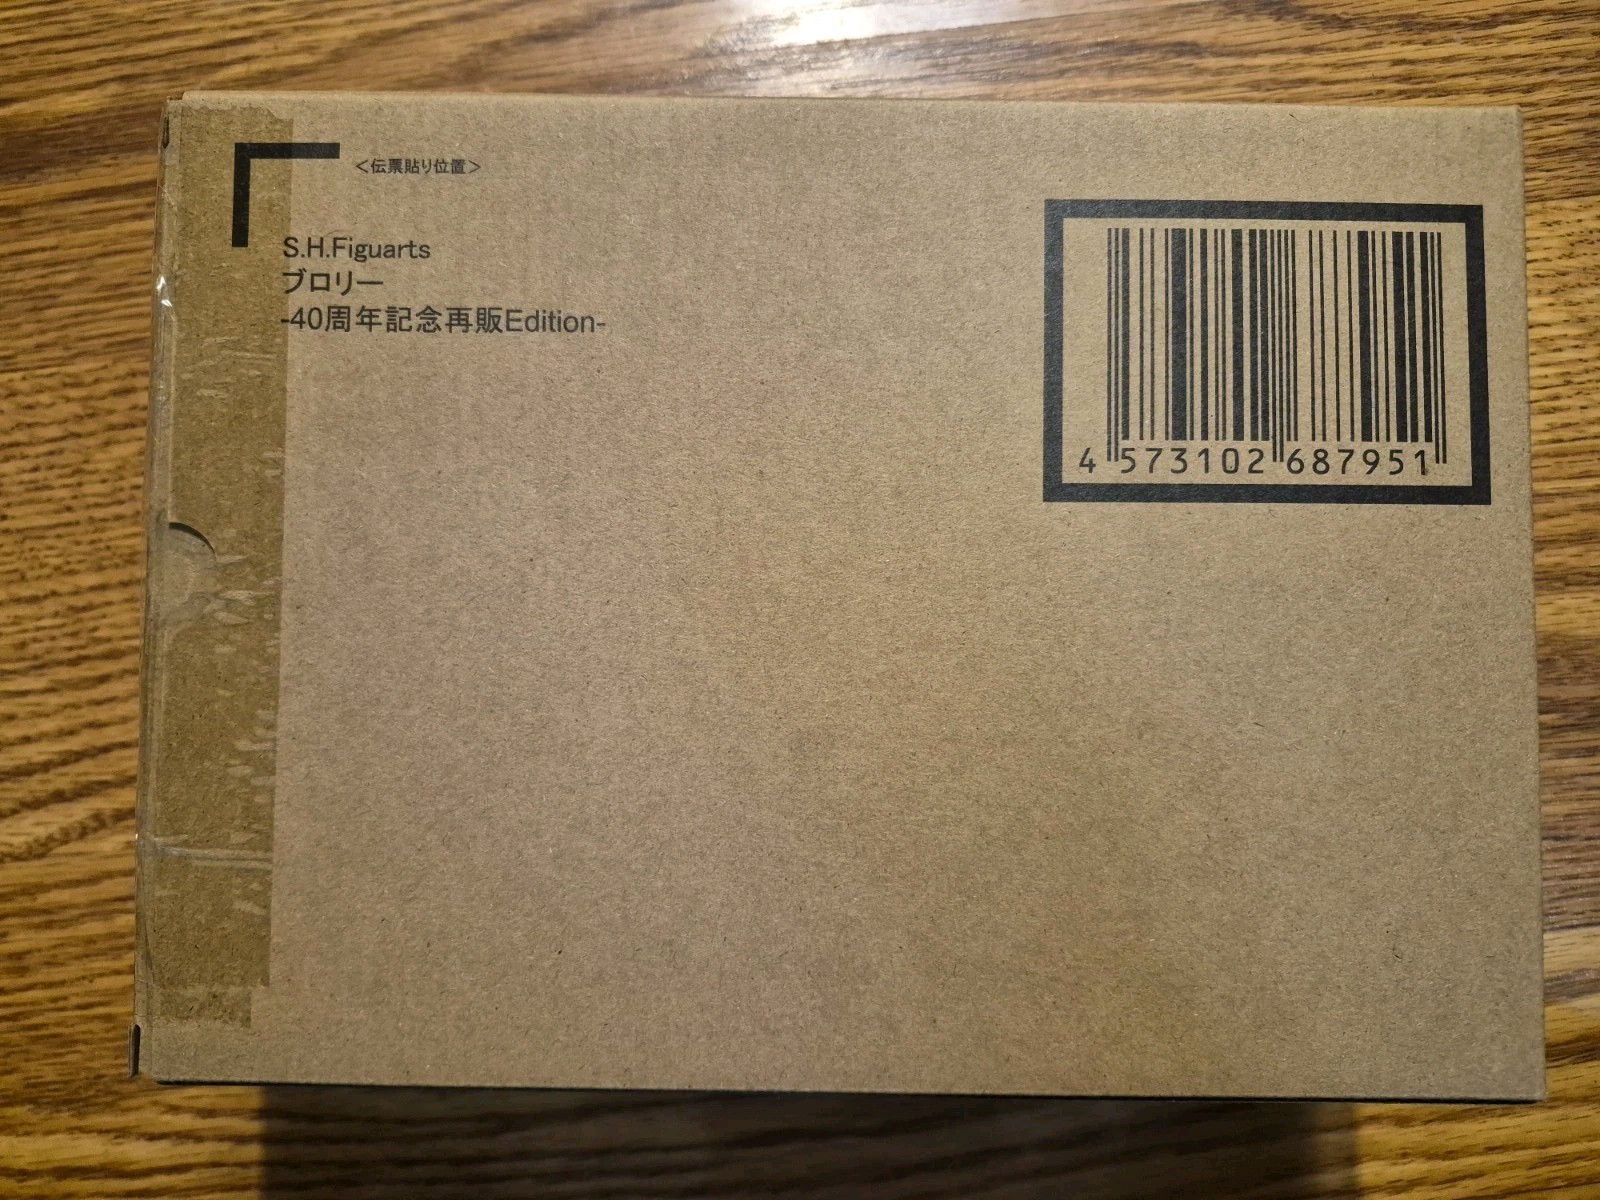 <伝票貼り位置>
S.H.Figuarts
ブロリー
-40周年記念再販Edition-
4 573102 687951